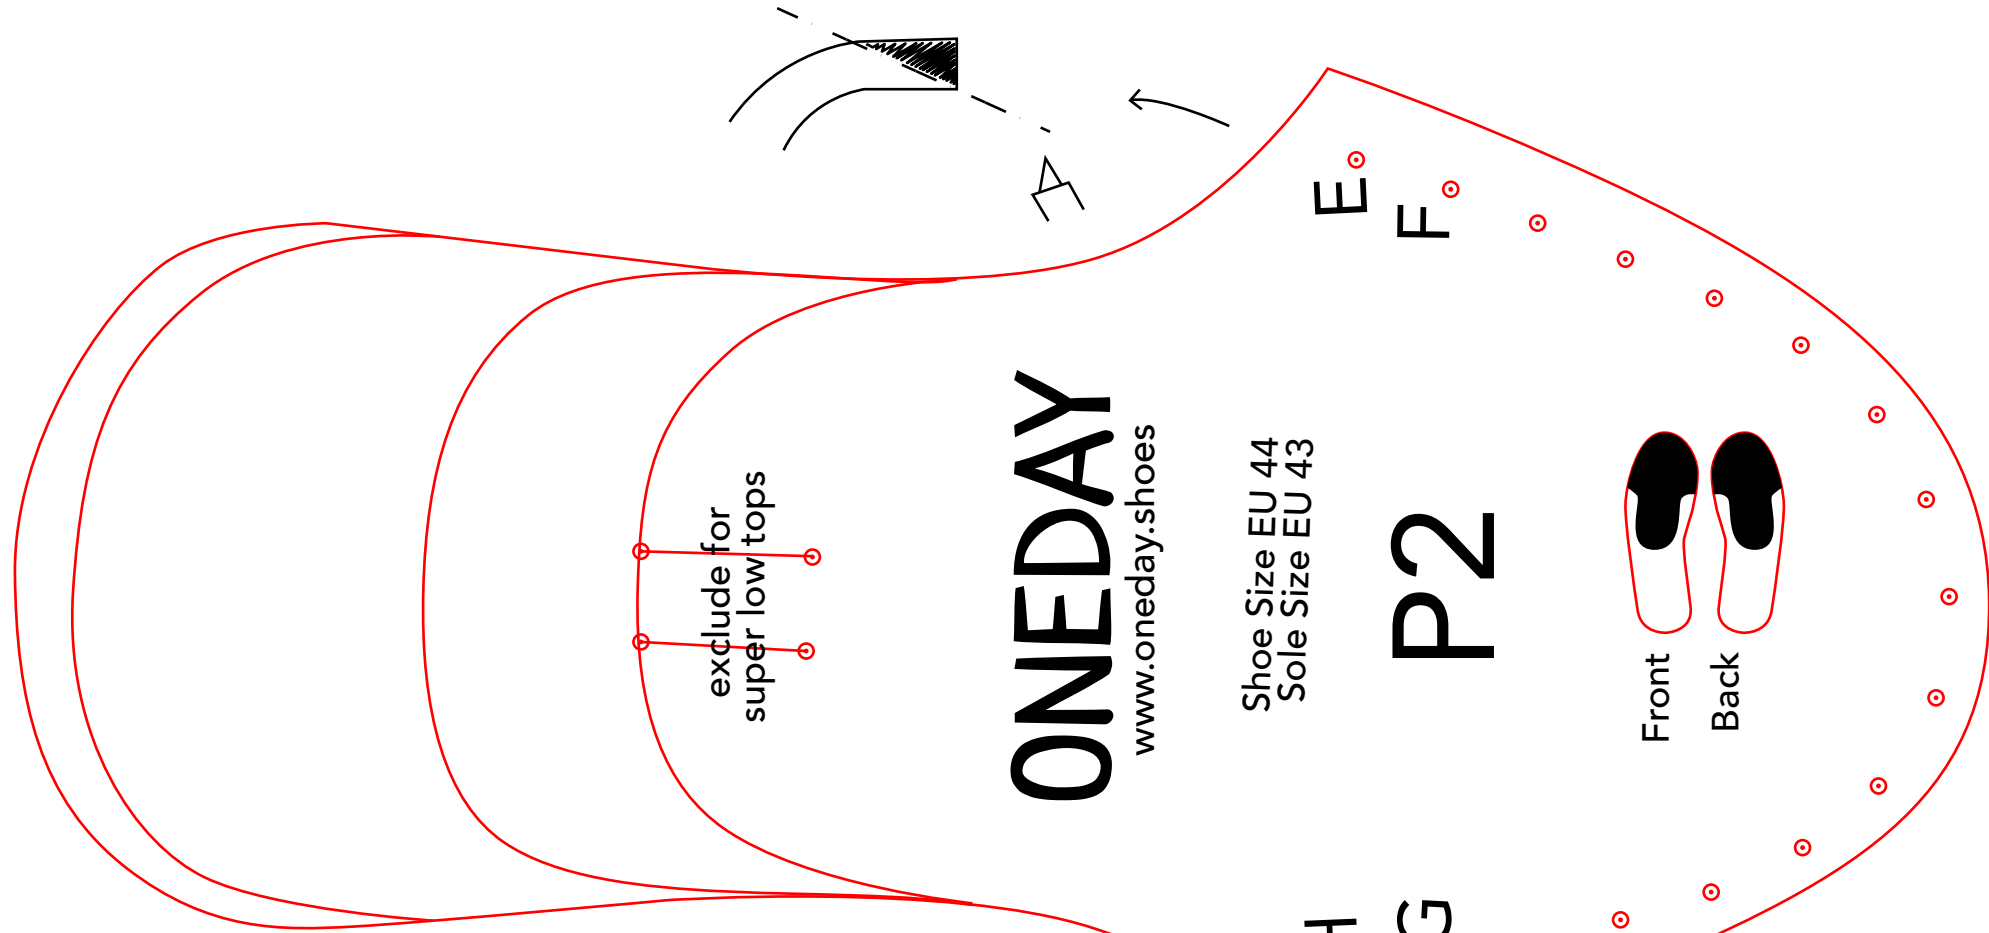 A
E
F
exclude for
super low tops
ONEDAY
www.oneday.shoes
Shoe Size EU 44
Sole Size EU 43
P2
Front
Back
H
G